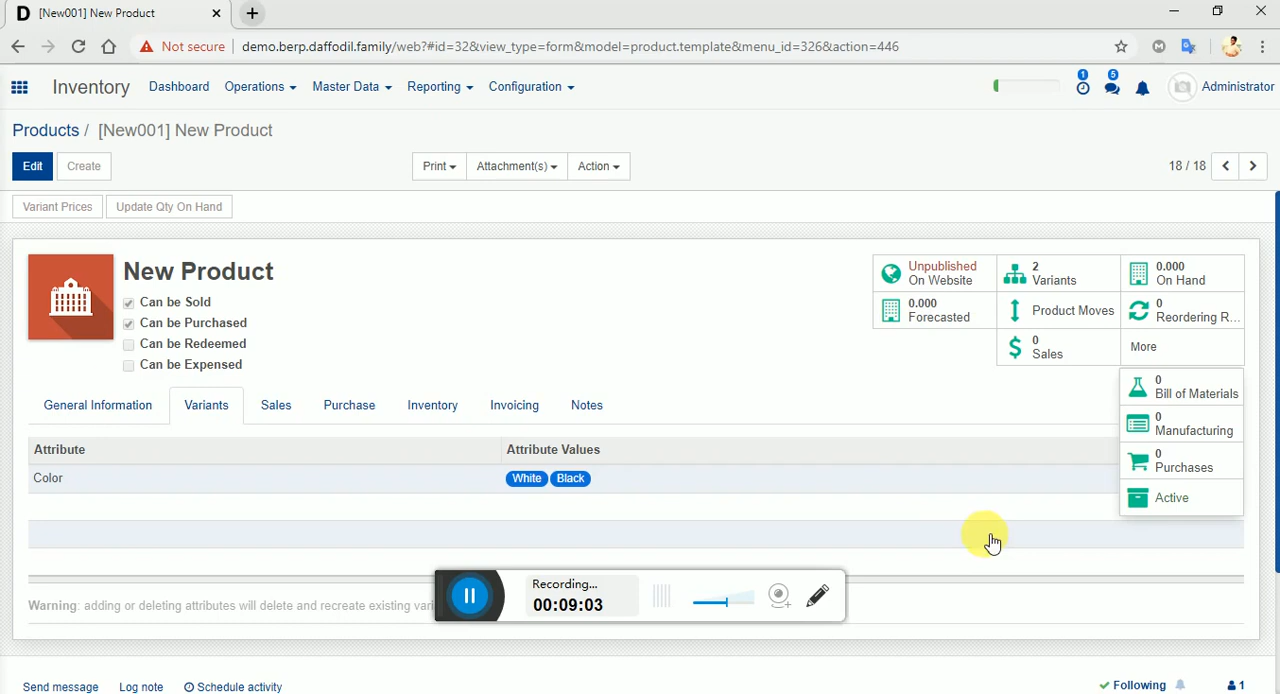 D [New001] New Product
Not secure demo.berp.daffodil.family/web?#id=32&view_type=form&model=product.template&menu_id=326&action=446
Inventory Dashboard Operations Master Data Reporting Configuration 1 5 Administrator
Products / [New001] New Product
Edit Create Print Attachment(s) Action 18 / 18
Variant Prices Update Qty On Hand
New Product
Can be Sold
Can be Purchased
Can be Redeemed
Can be Expensed
Unpublished
On Website
2
Variants
0.000
On Hand
0.000
Forecasted
Product Moves
0
Reordering R...
0
Sales
More
0
Bill of Materials
0
Manufacturing
0
Purchases
Active
General Information Variants Sales Purchase Inventory Invoicing Notes
Attribute Attribute Values
Color White Black
Recording...
00:09:03
Warning: adding or deleting attributes will delete and recreate existing vari
Send message Log note Schedule activity Following 1